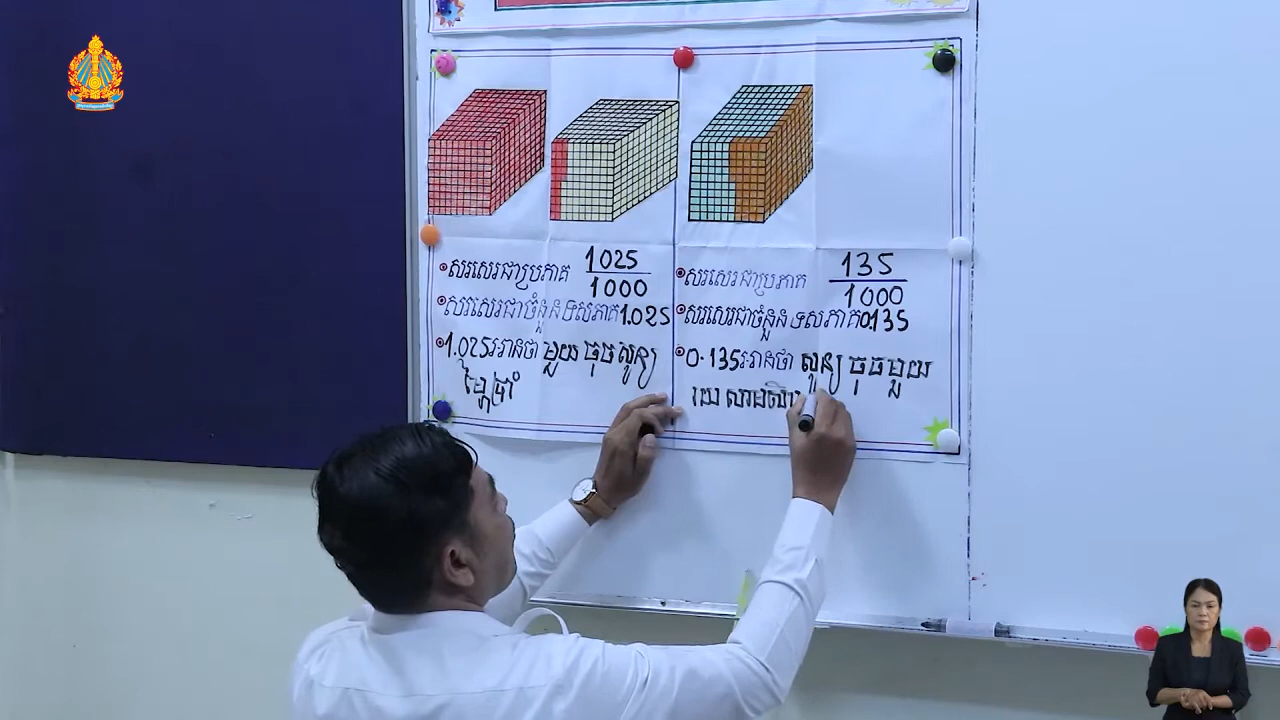 សរសេរជាប្រភាគ 1025/1000
សរសេរជាចំនួនទសភាគ 1.025
1.025 អានថា មួយ ចុច សូន្យ
ម្ភៃប្រាំ
សរសេរជាប្រភាគ 135/1000
សរសេរជាចំនួនទសភាគ 0.135
0.135 អានថា សូន្យ ចុច មួយ
រយ សាមសិប